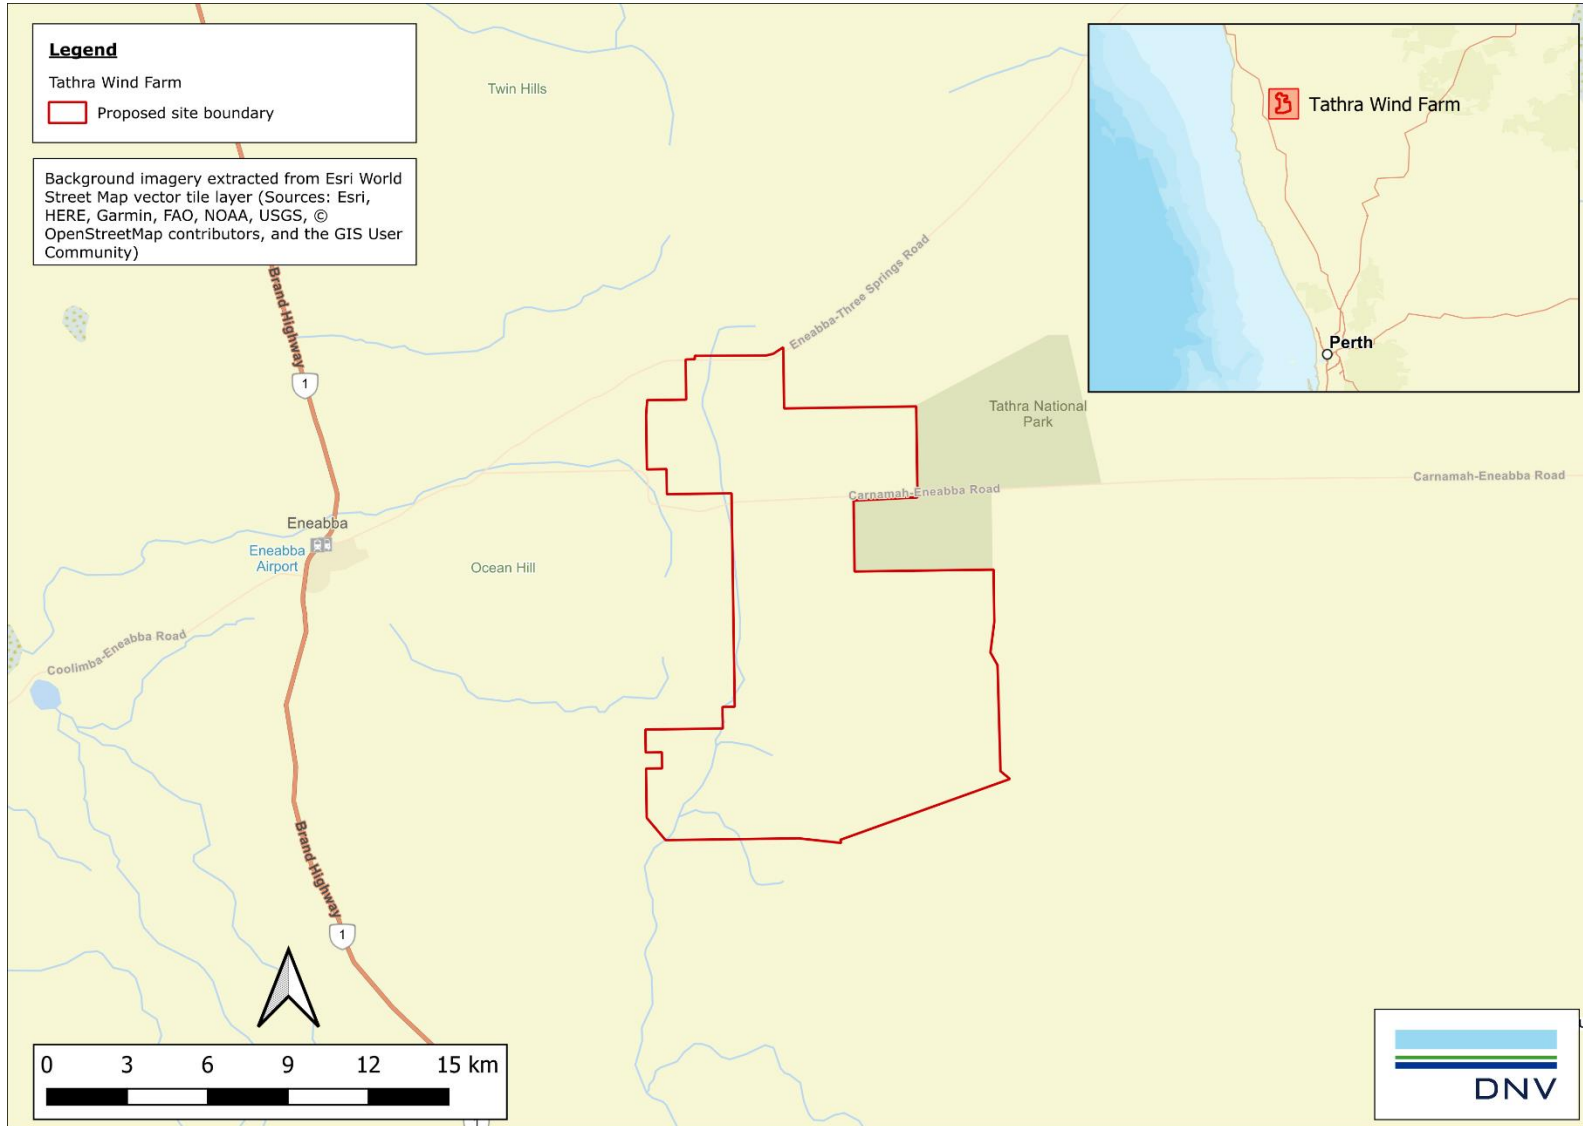 Legend
Tathra Wind Farm
Proposed site boundary
Background imagery extracted from Esri World
Street Map vector tile layer (Sources: Esri,
HERE, Garmin, FAO, NOAA, USGS, ©
OpenStreetMap contributors, and the GIS User
Community)
Twin Hills
Tathra Wind Farm
Perth
Brand Highway
1
Eneabba-Three Springs Road
Tathra National
Park
Carnamah-Eneabba Road
Carnamah-Eneabba Road
Eneabba
Eneabba
Airport
Ocean Hill
Coolimba-Eneabba Road
Brand Highway
1
0 3 6 9 12 15 km
1
DNV